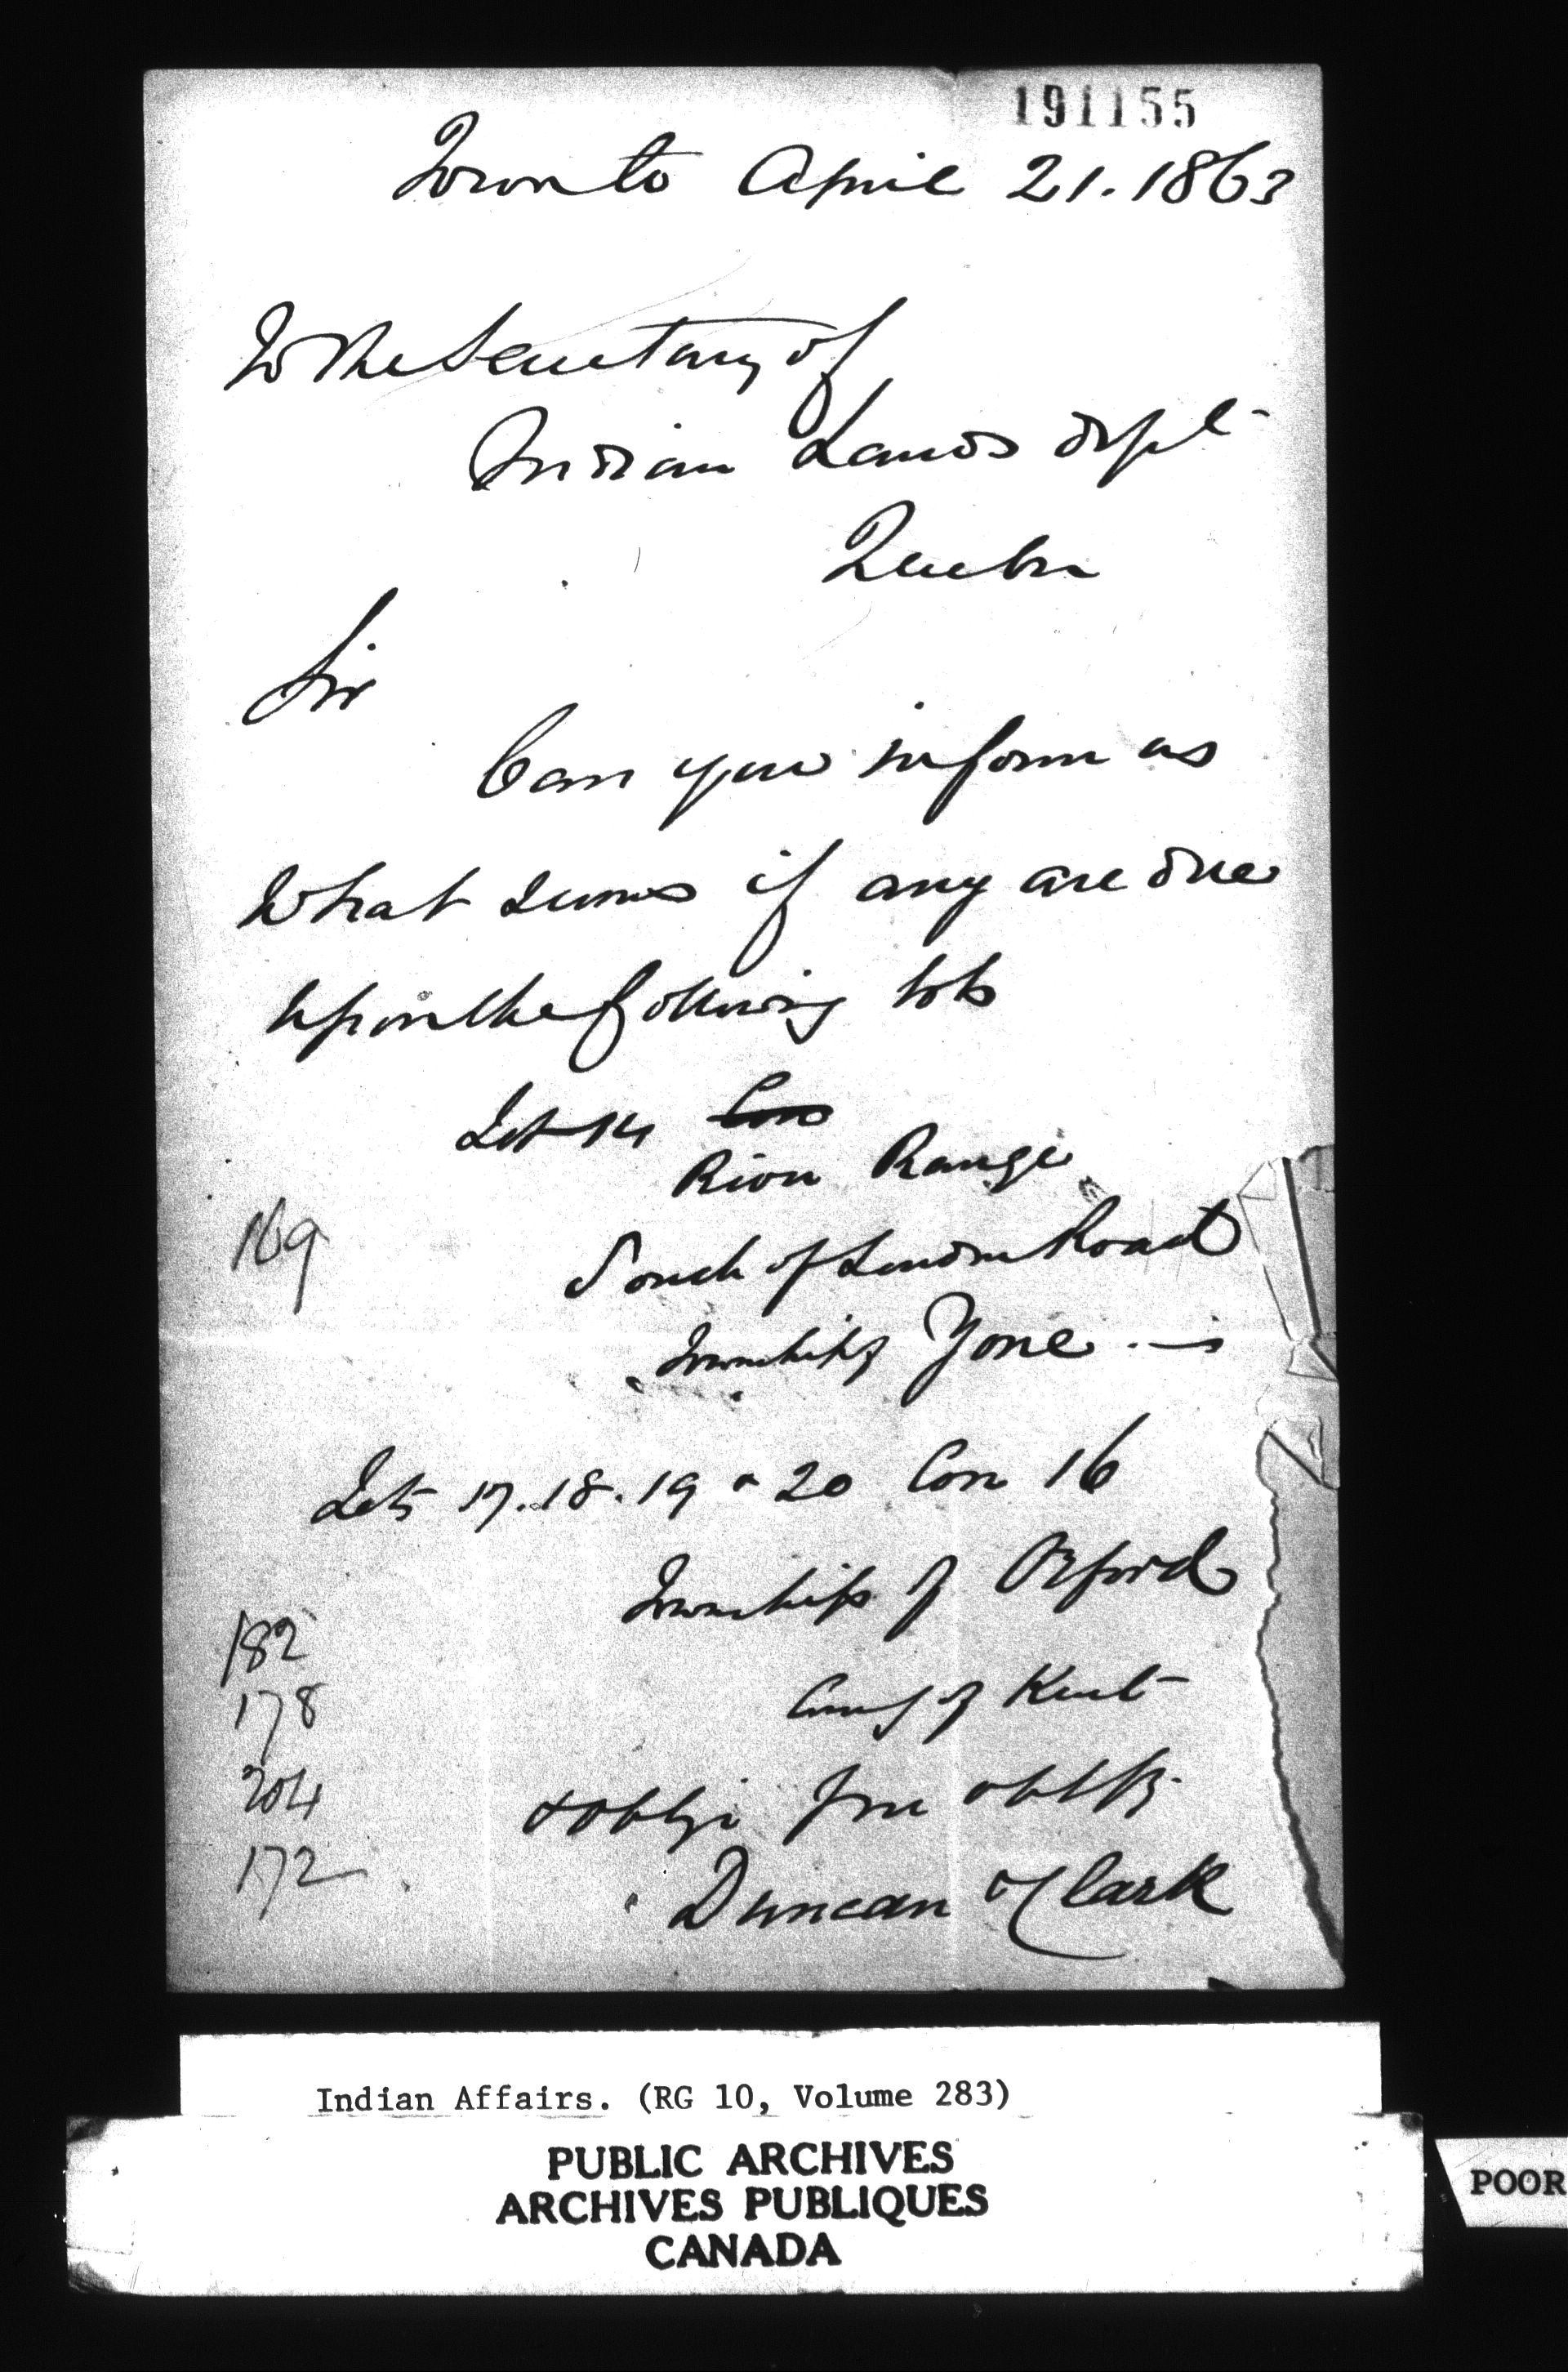 191155
Toronto April 21. 1863
To the Secretary of
Indian Lands Dept
Quebec
Sir
Can you inform us
What sums if any are due
upon the following lots
Lot 14 Con
River Range
South of London Road
Township Zone
169
Lots 17. 18. 19 & 20 Con 16
Township of Orford
County of Kent
182
178
204
172
& oblige
Duncan & Clark
Indian Affairs. (RG 10, Volume 283)
PUBLIC ARCHIVES
ARCHIVES PUBLIQUES
CANADA
POOR